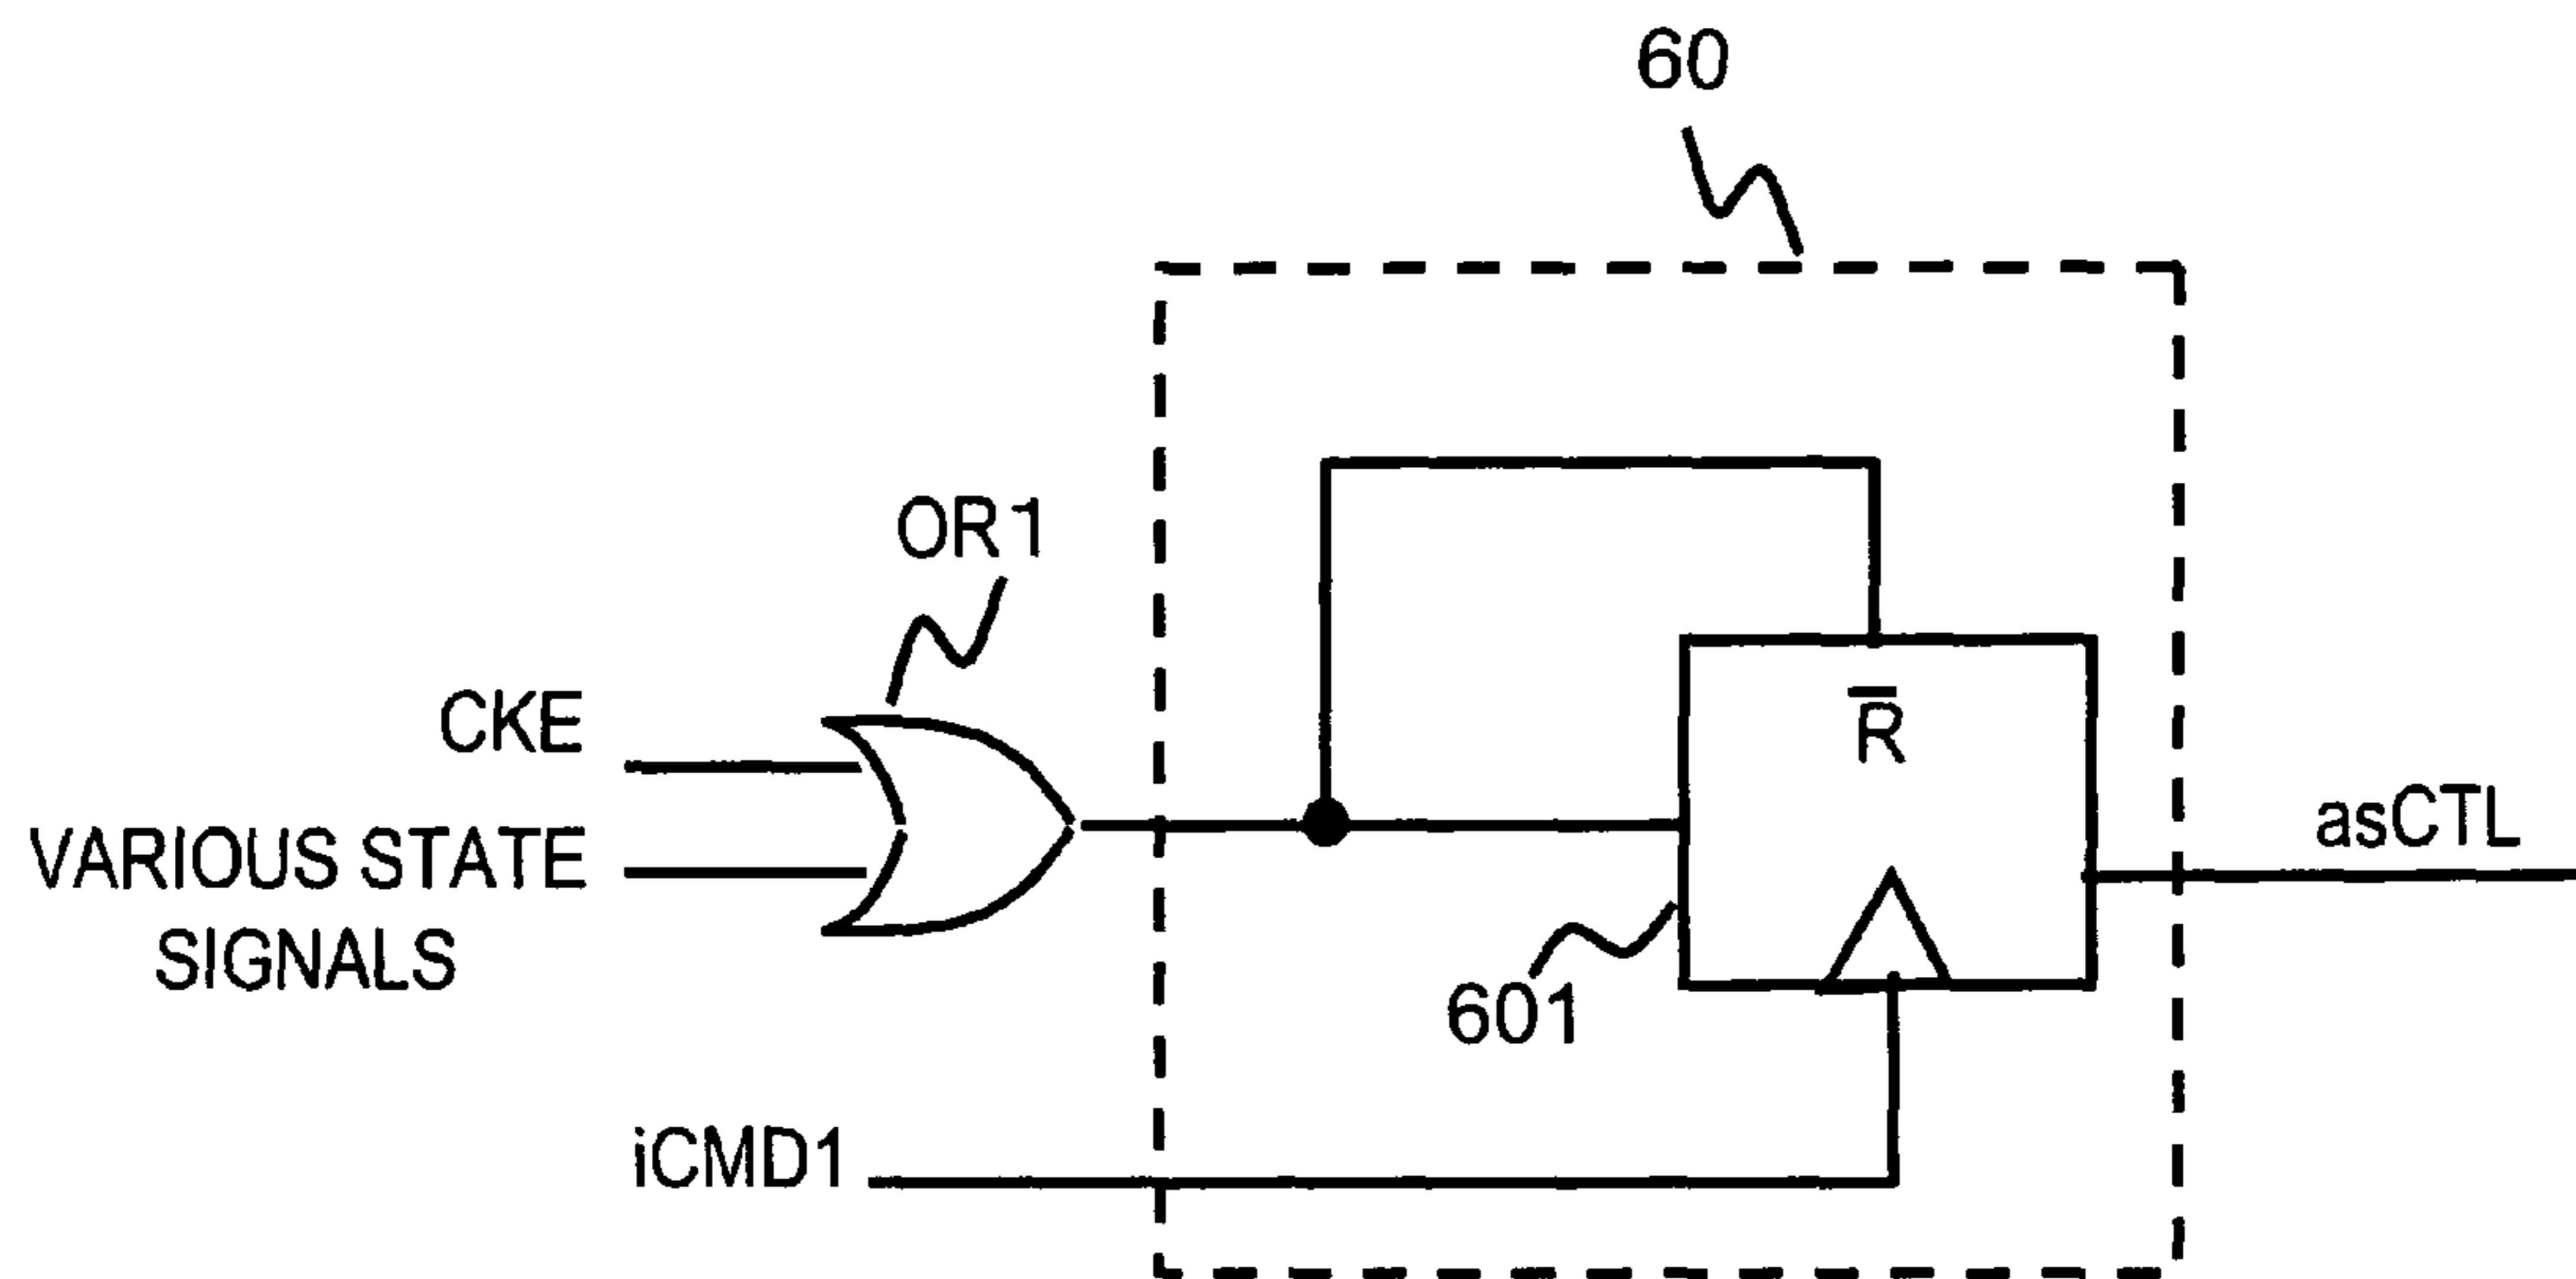 60
OR1
CKE
VARIOUS STATE
SIGNALS
R̅
asCTL
601
iCMD1